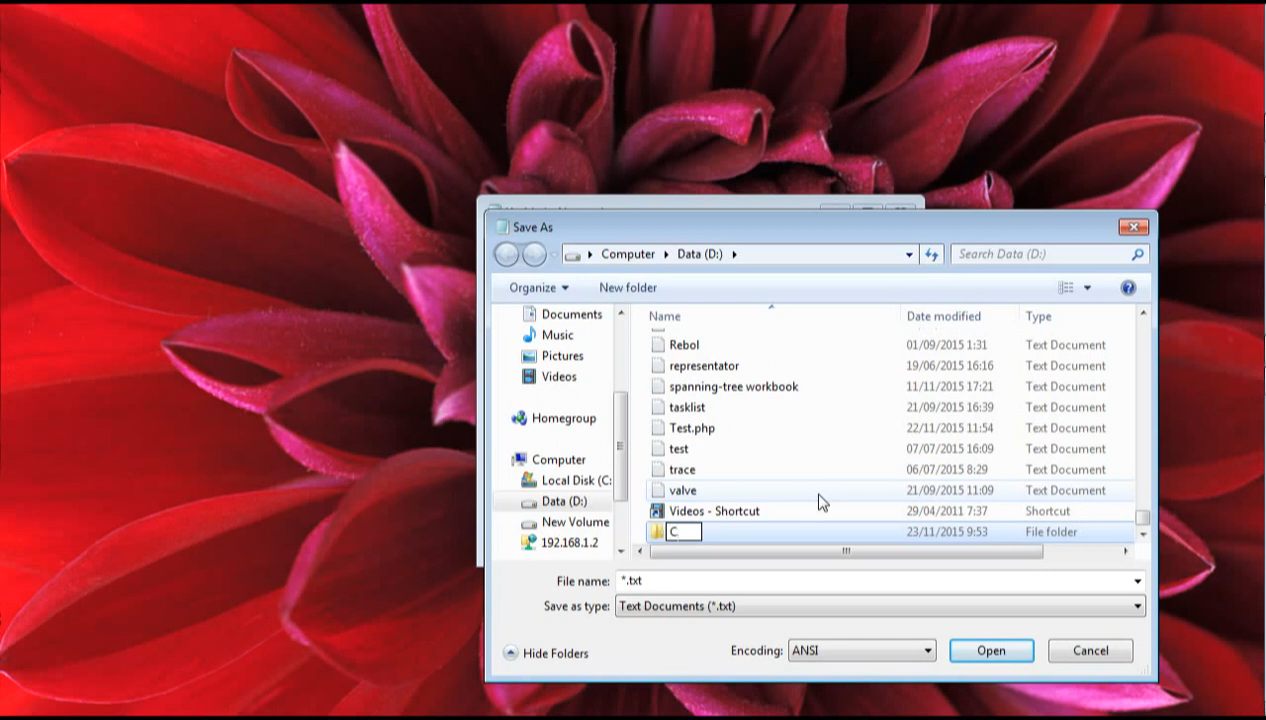 Save As
Computer Data (D:)
Search Data (D:)
Organize New folder
Documents
Music
Pictures
Videos
Homegroup
Computer
Local Disk (C:
Data (D:)
New Volume
192.168.1.2
Name Date modified Type
Rebol 01/09/2015 1:31 Text Document
representator 19/06/2015 16:16 Text Document
spanning-tree workbook 11/11/2015 17:21 Text Document
tasklist 21/09/2015 16:39 Text Document
Test.php 22/11/2015 11:54 Text Document
test 07/07/2015 16:09 Text Document
trace 06/07/2015 8:29 Text Document
valve 21/09/2015 11:09 Text Document
Videos - Shortcut 29/04/2011 7:37 Shortcut
C 23/11/2015 9:53 File folder
File name: *.txt
Save as type: Text Documents (*.txt)
Hide Folders Encoding: ANSI Open Cancel